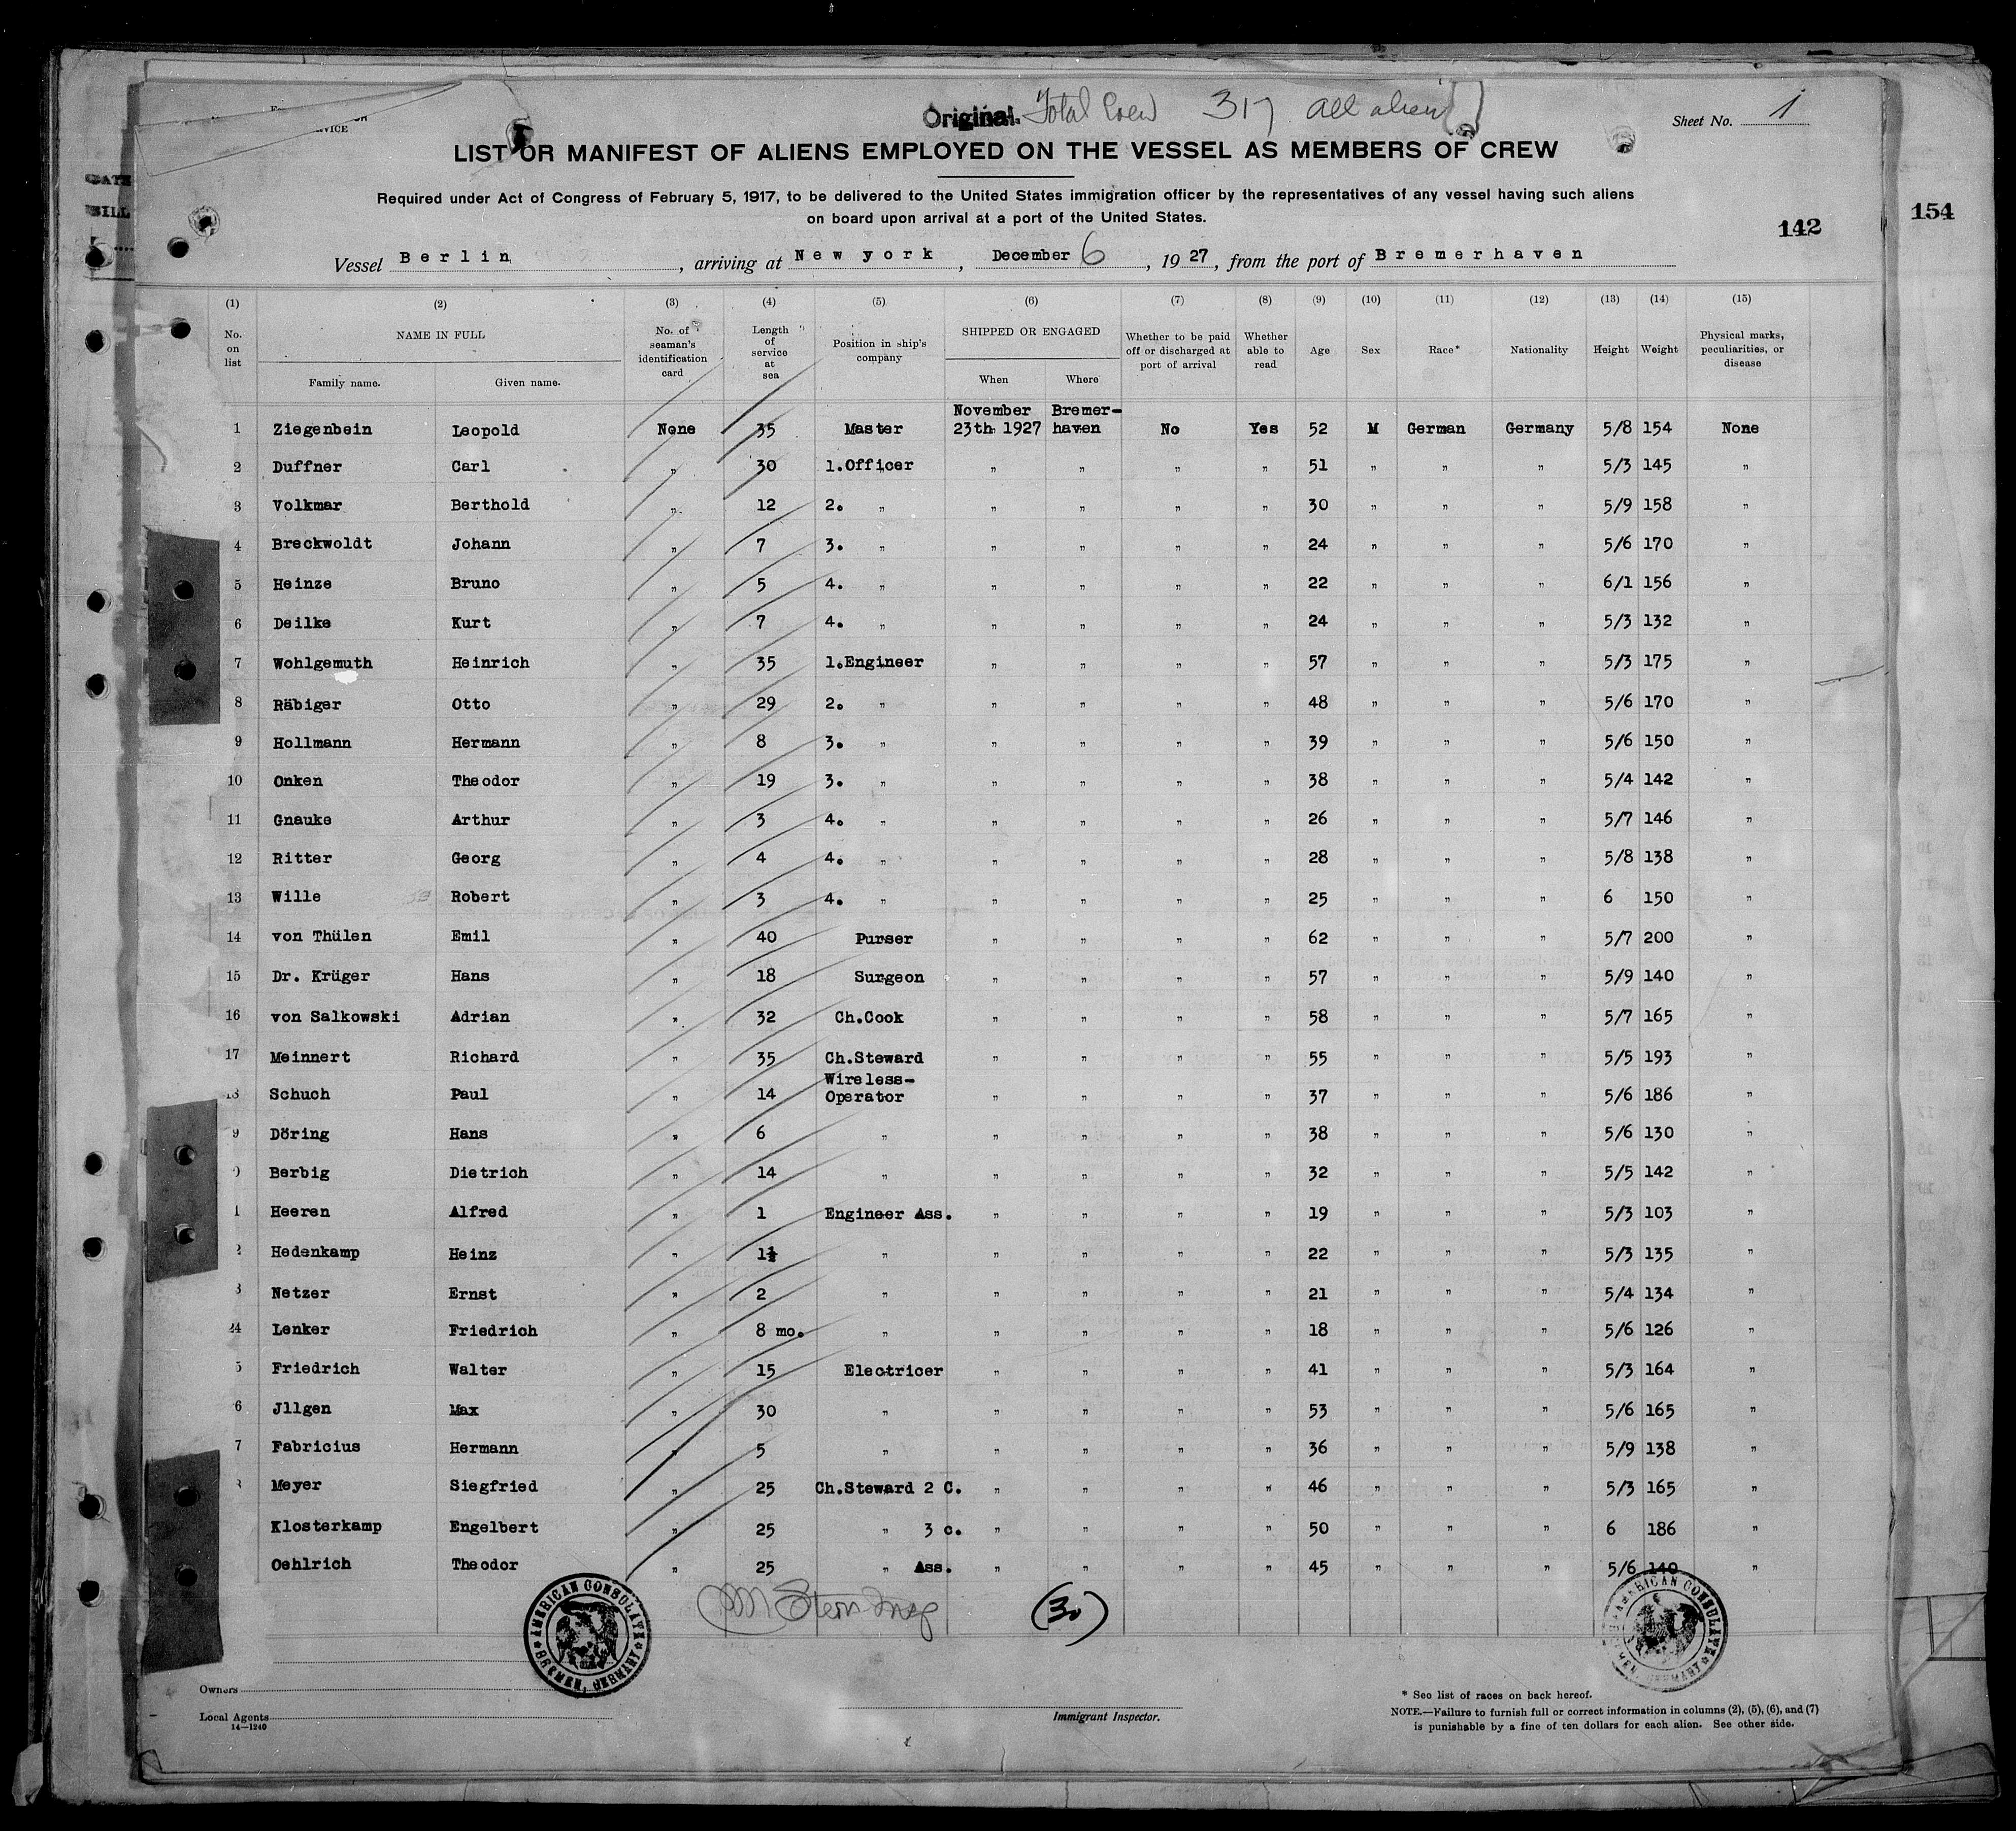 Original. Total Crew 317 All aliens
Sheet No. 1
VICE
LIST OR MANIFEST OF ALIENS EMPLOYED ON THE VESSEL AS MEMBERS OF CREW
Required under Act of Congress of February 5, 1917, to be delivered to the United States immigration officer by the representatives of any vessel having such aliens
on board upon arrival at a port of the United States.
142
154
BILL
Vessel Berlin, arriving at New york, December 6, 1927, from the port of Bremerhaven
(1) (2) (3) (4) (5) (6) (7) (8) (9) (10) (11) (12) (13) (14) (15)
No. on list NAME IN FULL Family name. Given name. No. of seaman's identification card Length of service at sea Position in ship's company SHIPPED OR ENGAGED When Where Whether to be paid off or discharged at port of arrival Whether able to read Age Sex Race* Nationality Height Weight Physical marks, peculiarities, or disease
1 Ziegenbein Leopold None 35 Master November 23th 1927 Bremer-haven No Yes 52 M German Germany 5/8 154 None
2 Duffner Carl " 30 1.Officer " " " " 51 " " " 5/3 145 "
3 Volkmar Berthold " 12 2. " " " " " 30 " " " 5/9 158 "
4 Breckwoldt Johann " 7 3. " " " " " 24 " " " 5/6 170 "
5 Heinze Bruno " 5 4. " " " " " 22 " " " 6/1 156 "
6 Deilke Kurt " 7 4. " " " " " 24 " " " 5/3 132 "
7 Wohlgemuth Heinrich " 35 1.Engineer " " " " 57 " " " 5/3 175 "
8 Räbiger Otto " 29 2. " " " " " 48 " " " 5/6 170 "
9 Hollmann Hermann " 8 3. " " " " " 39 " " " 5/6 150 "
10 Onken Theodor " 19 3. " " " " " 38 " " " 5/4 142 "
11 Gnauke Arthur " 3 4. " " " " " 26 " " " 5/7 146 "
12 Ritter Georg " 4 4. " " " " " 28 " " " 5/8 138 "
13 Wille Robert " 3 4. " " " " " 25 " " " 6 150 "
14 von Thülen Emil " 40 Purser " " " " 62 " " " 5/7 200 "
15 Dr. Krüger Hans " 18 Surgeon " " " " 57 " " " 5/9 140 "
16 von Salkowski Adrian " 32 Ch.Cook " " " " 58 " " " 5/7 165 "
17 Meinnert Richard " 35 Ch.Steward " " " " 55 " " " 5/5 193 "
18 Schuch Paul " 14 Wireless-Operator " " " " 37 " " " 5/6 186 "
9 Döring Hans " 6 " " " " " 38 " " " 5/6 130 "
Berbig Dietrich " 14 " " " " " 32 " " " 5/5 142 "
1 Heeren Alfred " 1 Engineer Ass. " " " " 19 " " " 5/3 103 "
2 Hedenkamp Heinz " 1½ " " " " " 22 " " " 5/3 135 "
3 Netzer Ernst " 2 " " " " " 21 " " " 5/4 134 "
24 Lenker Friedrich " 8 mo. " " " " " 18 " " " 5/6 126 "
5 Friedrich Walter " 15 Electricer " " " " 41 " " " 5/3 164 "
6 Jllgen Max " 30 " " " " " 53 " " " 5/6 165 "
7 Fabricius Hermann " 5 " " " " " 36 " " " 5/9 138 "
Meyer Siegfried " 25 Ch.Steward 2 C. " " " " 46 " " " 5/3 165 "
Klosterkamp Engelbert " 25 " 3 c. " " " " 50 " " " 6 186 "
Oehlrich Theodor " 25 " Ass. " " " " 45 " " " 5/6 140 "
AMERICAN CONSULATE BREMEN, GERMANY
Stern Insp
(30)
AMERICAN CONSULATE BREMEN, GERMANY
Owners
Local Agents
14—1240
Immigrant Inspector.
* See list of races on back hereof.
NOTE.—Failure to furnish full or correct information in columns (2), (5), (6), and (7)
is punishable by a fine of ten dollars for each alien. See other side.